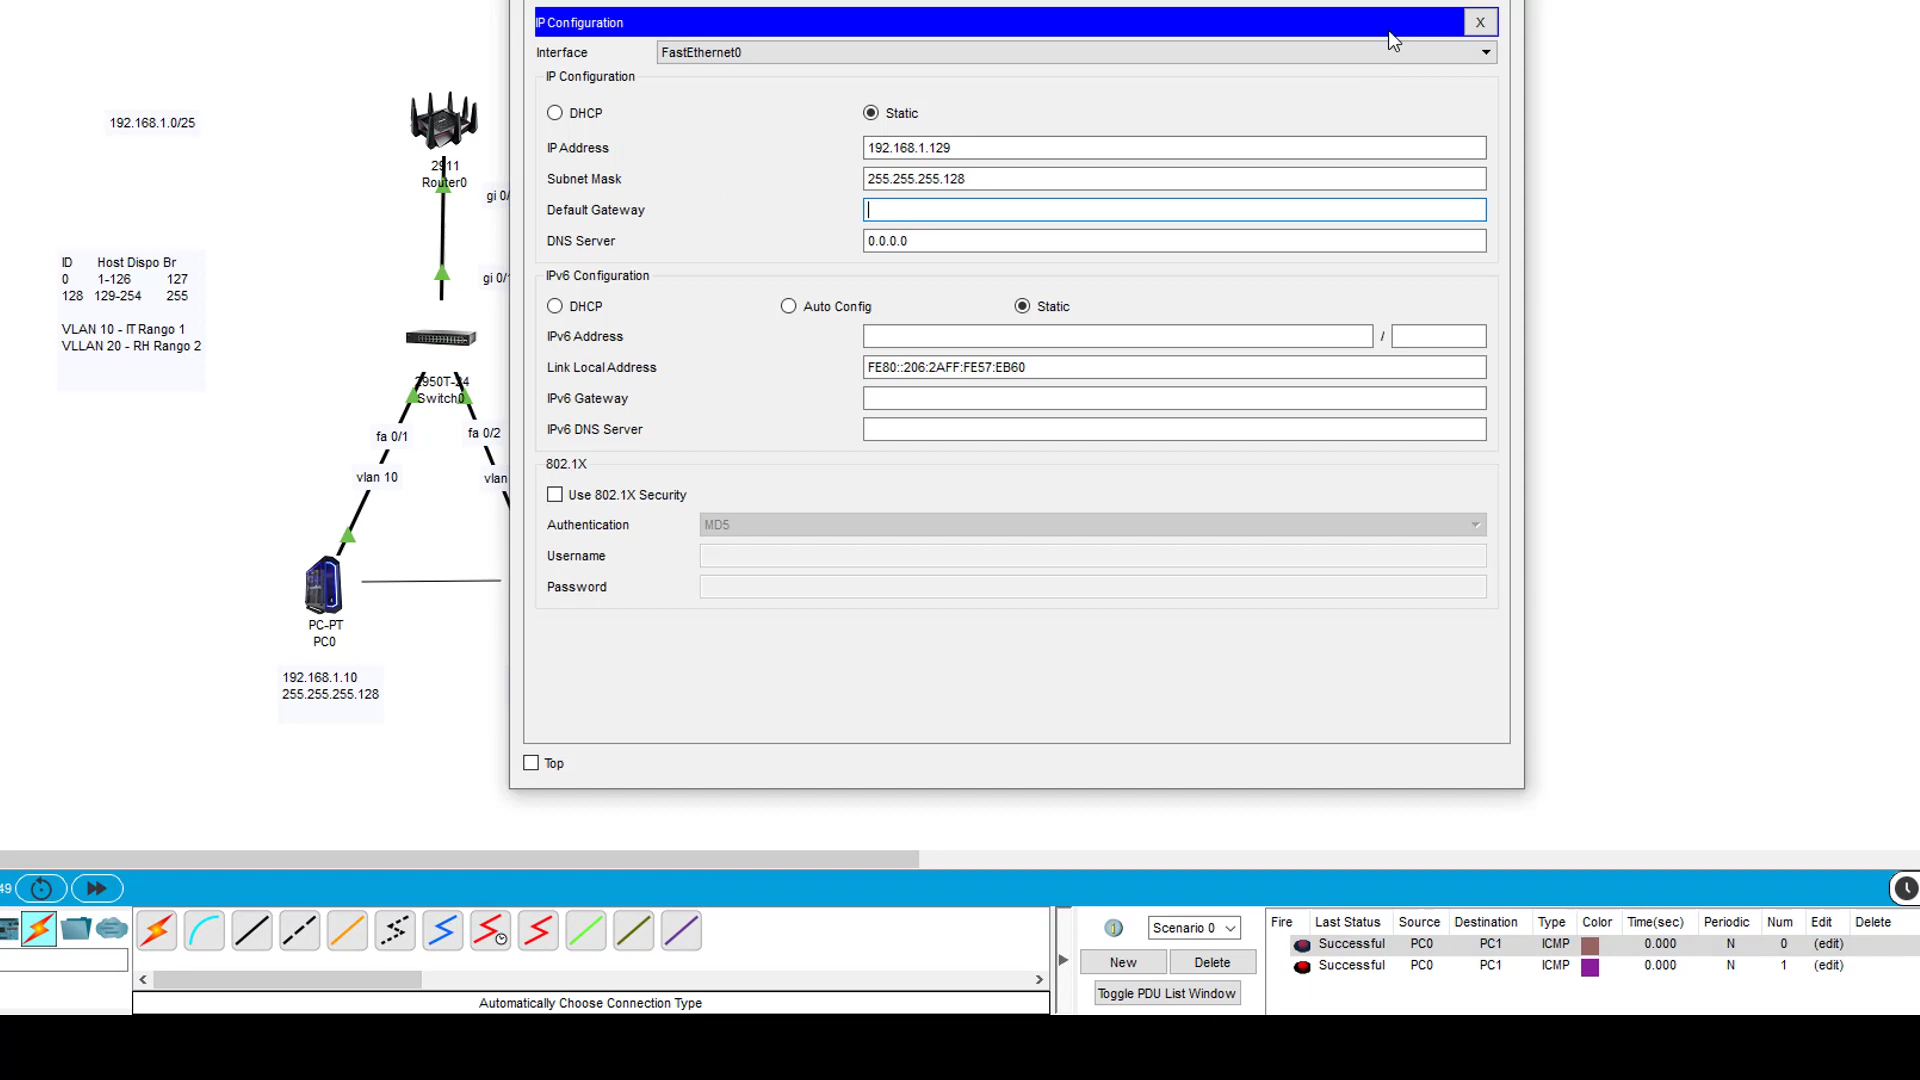 IP Configuration
X
Interface
FastEthernet0
IP Configuration
DHCP
Static
IP Address
192.168.1.129
Subnet Mask
255.255.255.128
Default Gateway
DNS Server
0.0.0.0
IPv6 Configuration
DHCP
Auto Config
Static
IPv6 Address
/
Link Local Address
FE80::206:2AFF:FE57:EB60
IPv6 Gateway
IPv6 DNS Server
802.1X
Use 802.1X Security
Authentication
MD5
Username
Password
Top
192.168.1.0/25
2911
Router0
gi 0/
gi 0/1
ID Host Dispo Br
0 1-126 127
128 129-254 255
VLAN 10 - IT Rango 1
VLLAN 20 - RH Rango 2
2950T-24
Switch0
fa 0/1
fa 0/2
vlan 10
vlan
PC-PT
PC0
192.168.1.10
255.255.255.128
49
Automatically Choose Connection Type
Scenario 0
New
Delete
Toggle PDU List Window
Fire Last Status Source Destination Type Color Time(sec) Periodic Num Edit Delete
Successful PC0 PC1 ICMP 0.000 N 0 (edit)
Successful PC0 PC1 ICMP 0.000 N 1 (edit)